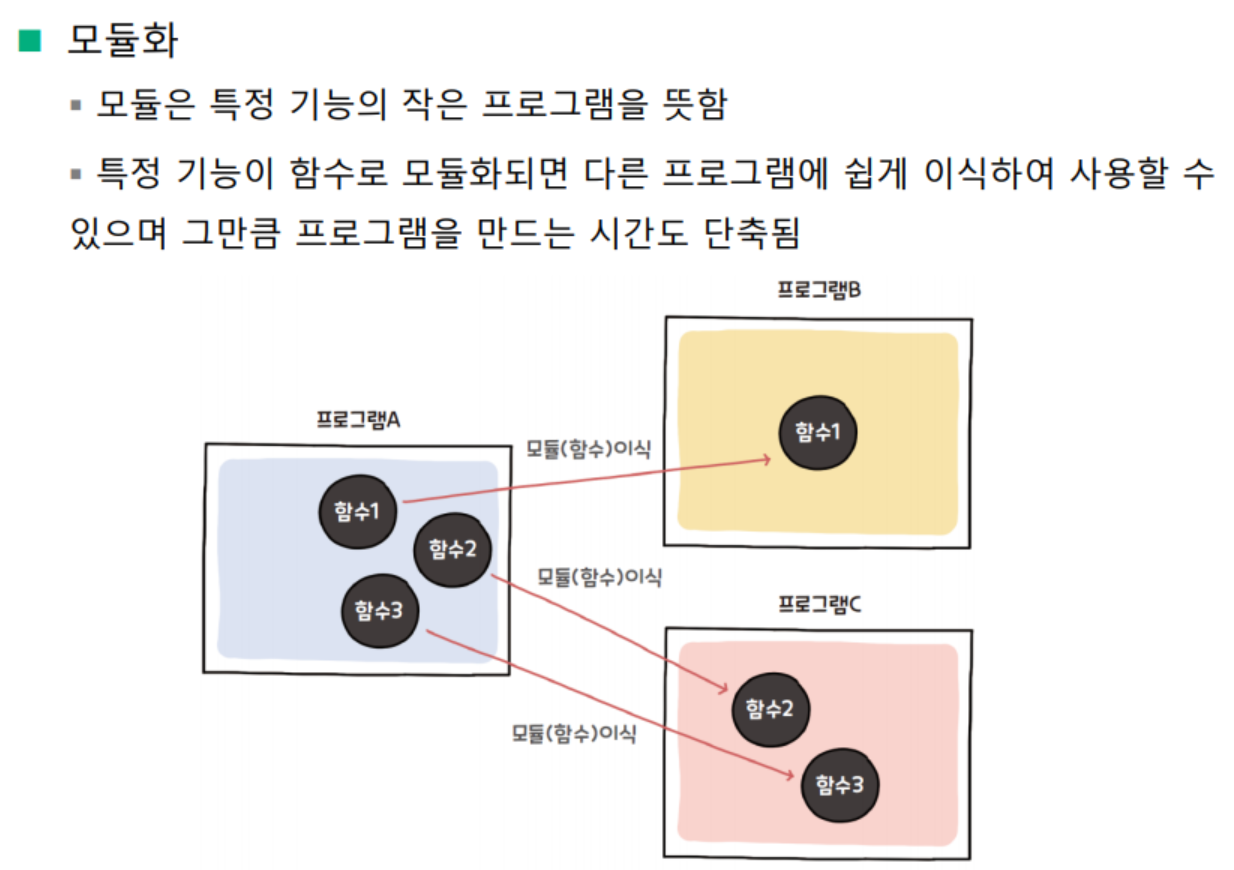 ■ 모듈화
▪ 모듈은 특정 기능의 작은 프로그램을 뜻함
▪ 특정 기능이 함수로 모듈화되면 다른 프로그램에 쉽게 이식하여 사용할 수
있으며 그만큼 프로그램을 만드는 시간도 단축됨
프로그램A
함수1
함수2
함수3
모듈(함수)이식
모듈(함수)이식
모듈(함수)이식
프로그램B
함수1
프로그램C
함수2
함수3